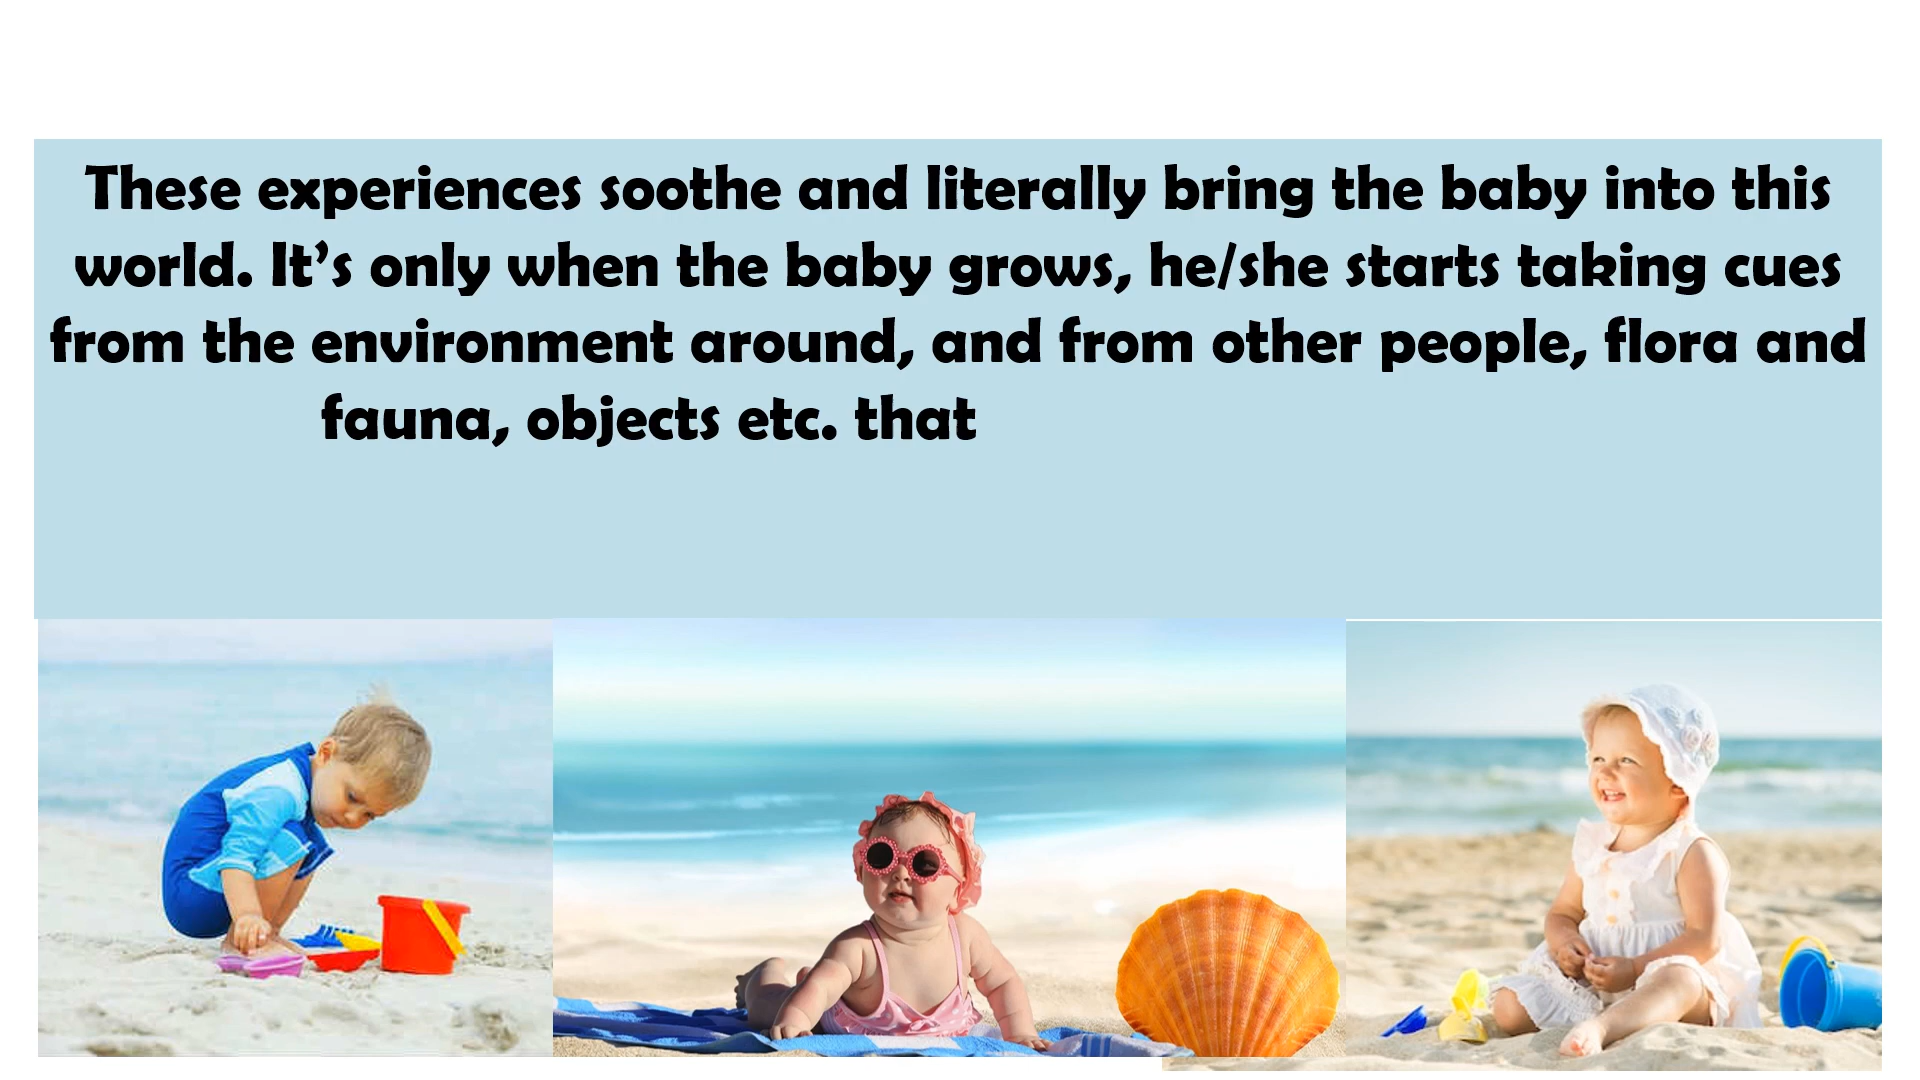 These experiences soothe and literally bring the baby into this
world. It’s only when the baby grows, he/she starts taking cues
from the environment around, and from other people, flora and
fauna, objects etc. that